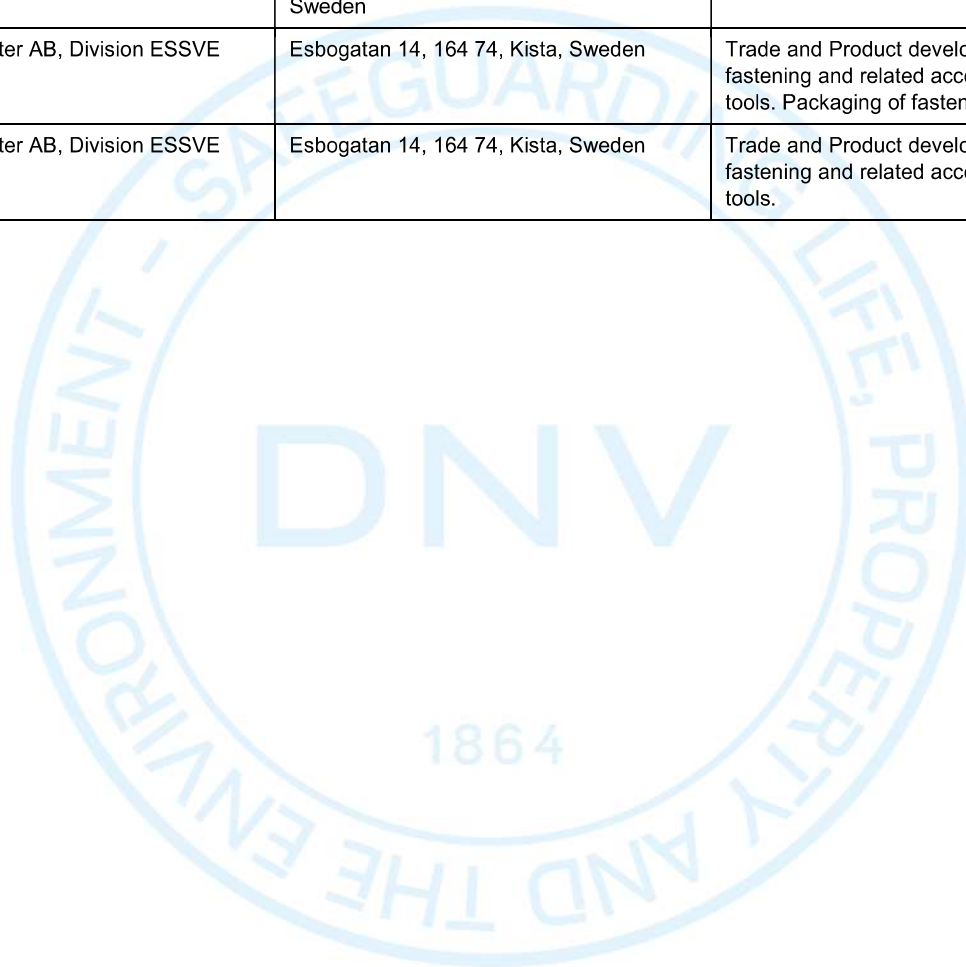 Sweden
ter AB, Division ESSVE
Esbogatan 14, 164 74, Kista, Sweden
Trade and Product develo
fastening and related acce
tools. Packaging of fasten
ter AB, Division ESSVE
Esbogatan 14, 164 74, Kista, Sweden
Trade and Product develo
fastening and related acce
tools.
SAFEGUARDING LIFE, PROPERTY AND THE ENVIRONMENT -
DNV
1864